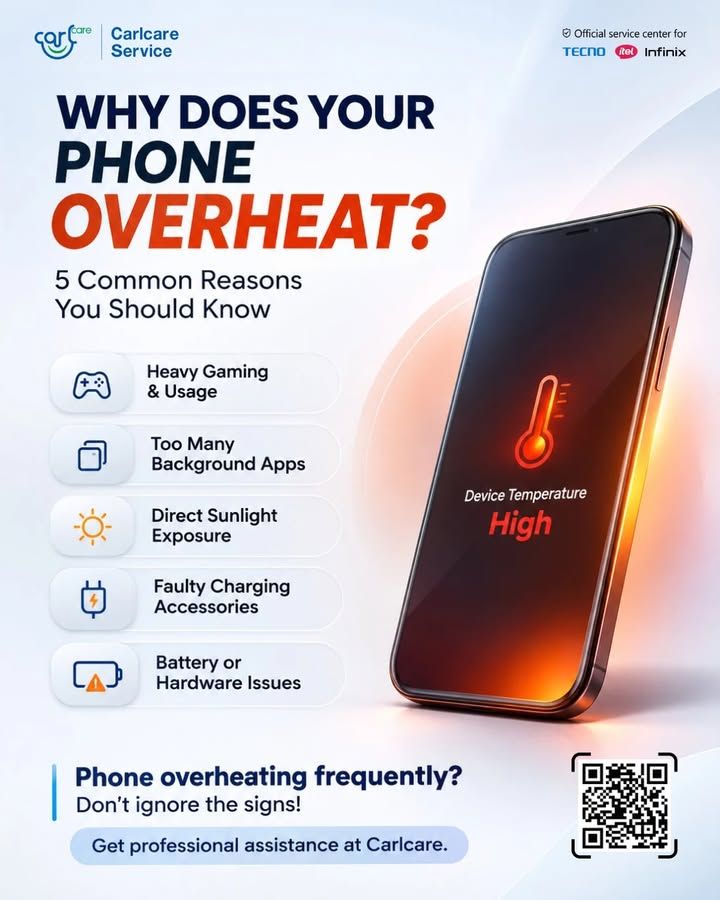 carlcare
Carlcare
Service
Official service center for
TECNO itel Infinix
WHY DOES YOUR
PHONE
OVERHEAT?
5 Common Reasons
You Should Know
Heavy Gaming
& Usage
Too Many
Background Apps
Direct Sunlight
Exposure
Faulty Charging
Accessories
Battery or
Hardware Issues
Device Temperature
High
Phone overheating frequently?
Don't ignore the signs!
Get professional assistance at Carlcare.